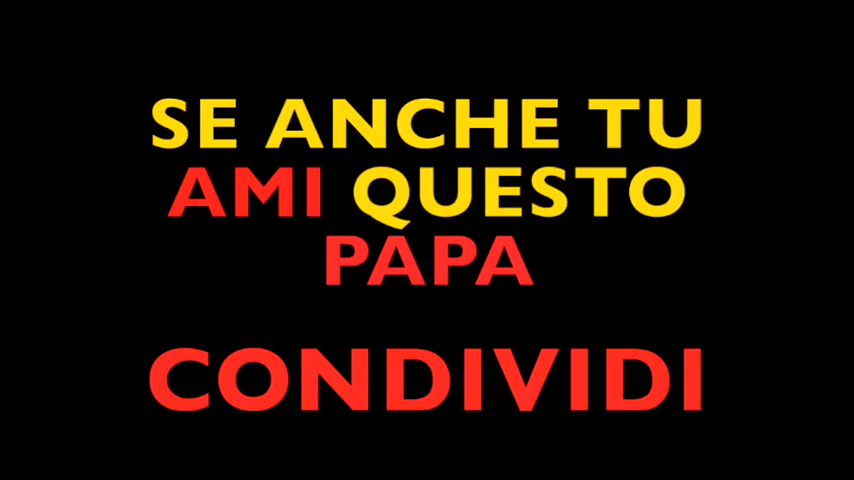 SE ANCHE TU
AMI QUESTO
PAPA
CONDIVIDI